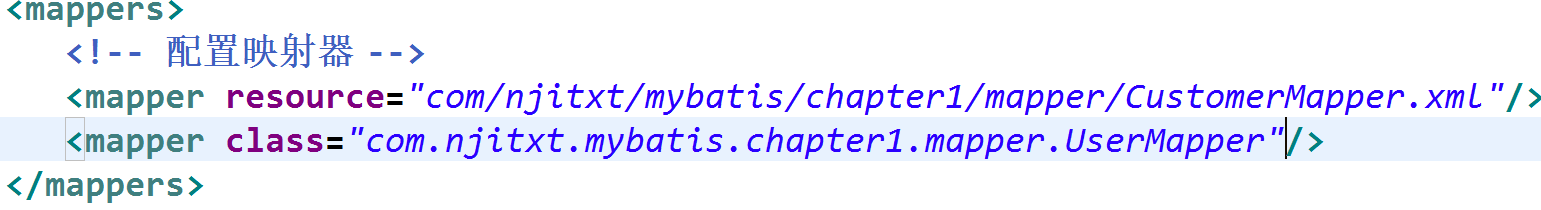 <mappers>
<!-- 配置映射器 -->
<mapper resource="com/njitxt/mybatis/chapter1/mapper/CustomerMapper.xml"/>
<mapper class="com.njitxt.mybatis.chapter1.mapper.UserMapper"/>
</mappers>